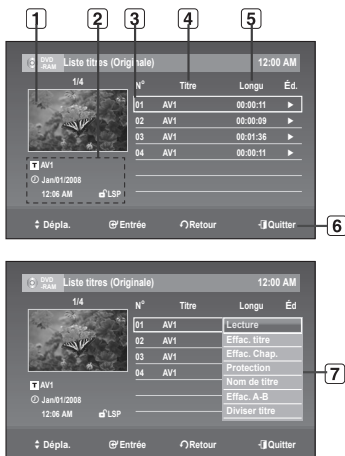 1 2 3 4 5
DVD -RAM Liste titres (Originale) 12:00 AM
1/4 N° Titre Longu Éd.
01 AV1 00:00:11 ►
02 AV1 00:00:09 ►
03 AV1 00:01:36 ►
04 AV1 00:00:11 ►
T AV1
Jan/01/2008
12:06 AM LSP
Dépla. Entrée Retour Quitter
6
DVD -RAM Liste titres (Originale) 12:00 AM
1/4 N° Titre Longu Éd
01 AV1 Lecture
02 AV1 Effac. titre
Effac. Chap.
03 AV1 Protection
04 AV1 Nom de titre
Effac. A-B
Diviser titre
7
T AV1
Jan/01/2008
12:06 AM LSP
Dépla. Entrée Retour Quitter